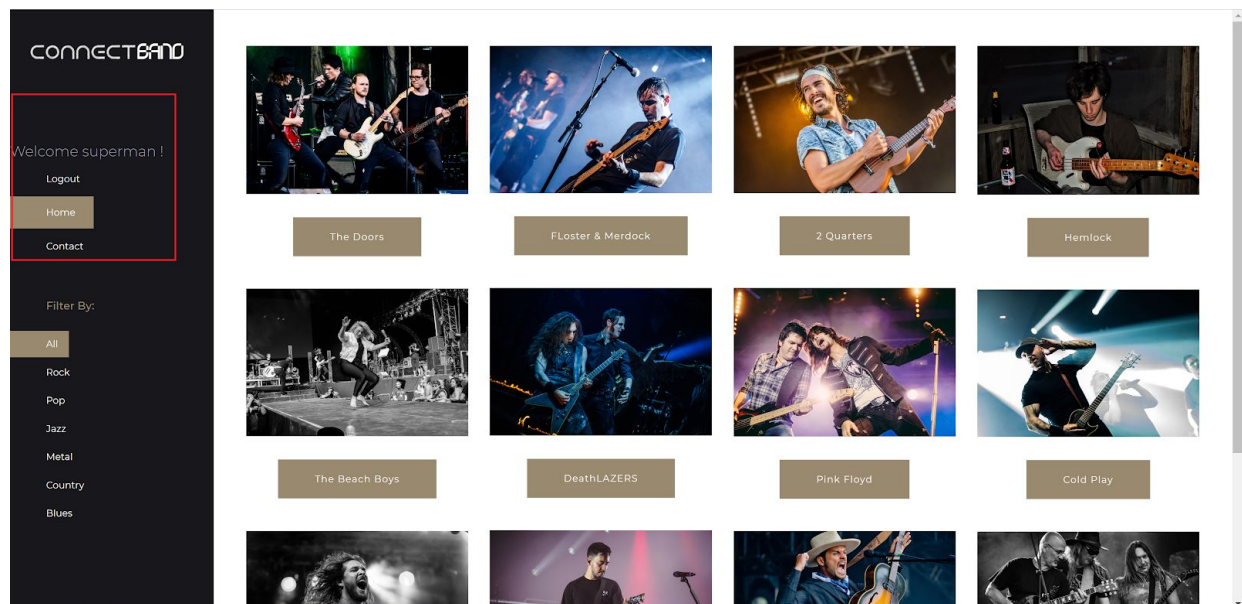 CONNECTBAND
Welcome superman !
Logout
Home
Contact
Filter By:
All
Rock
Pop
Jazz
Metal
Country
Blues
The Doors
FLoster & Merdock
2 Quarters
Hemlock
The Beach Boys
DeathLAZERS
Pink Floyd
Cold Play